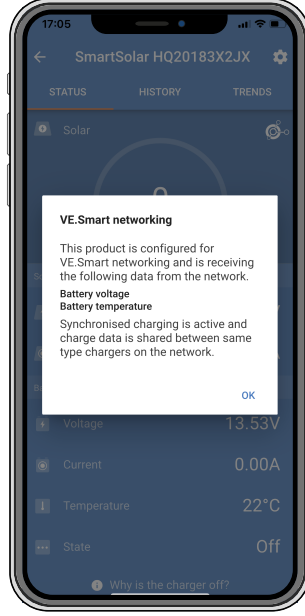 17:05
SmartSolar HQ20183X2JX
STATUS HISTORY TRENDS
Solar
VE.Smart networking
This product is configured for
VE.Smart networking and is receiving
the following data from the network.
Battery voltage
Battery temperature
Synchronised charging is active and
charge data is shared between same
type chargers on the network.
OK
Voltage 13.53V
Current 0.00A
Temperature 22°C
State Off
Why is the charger off?